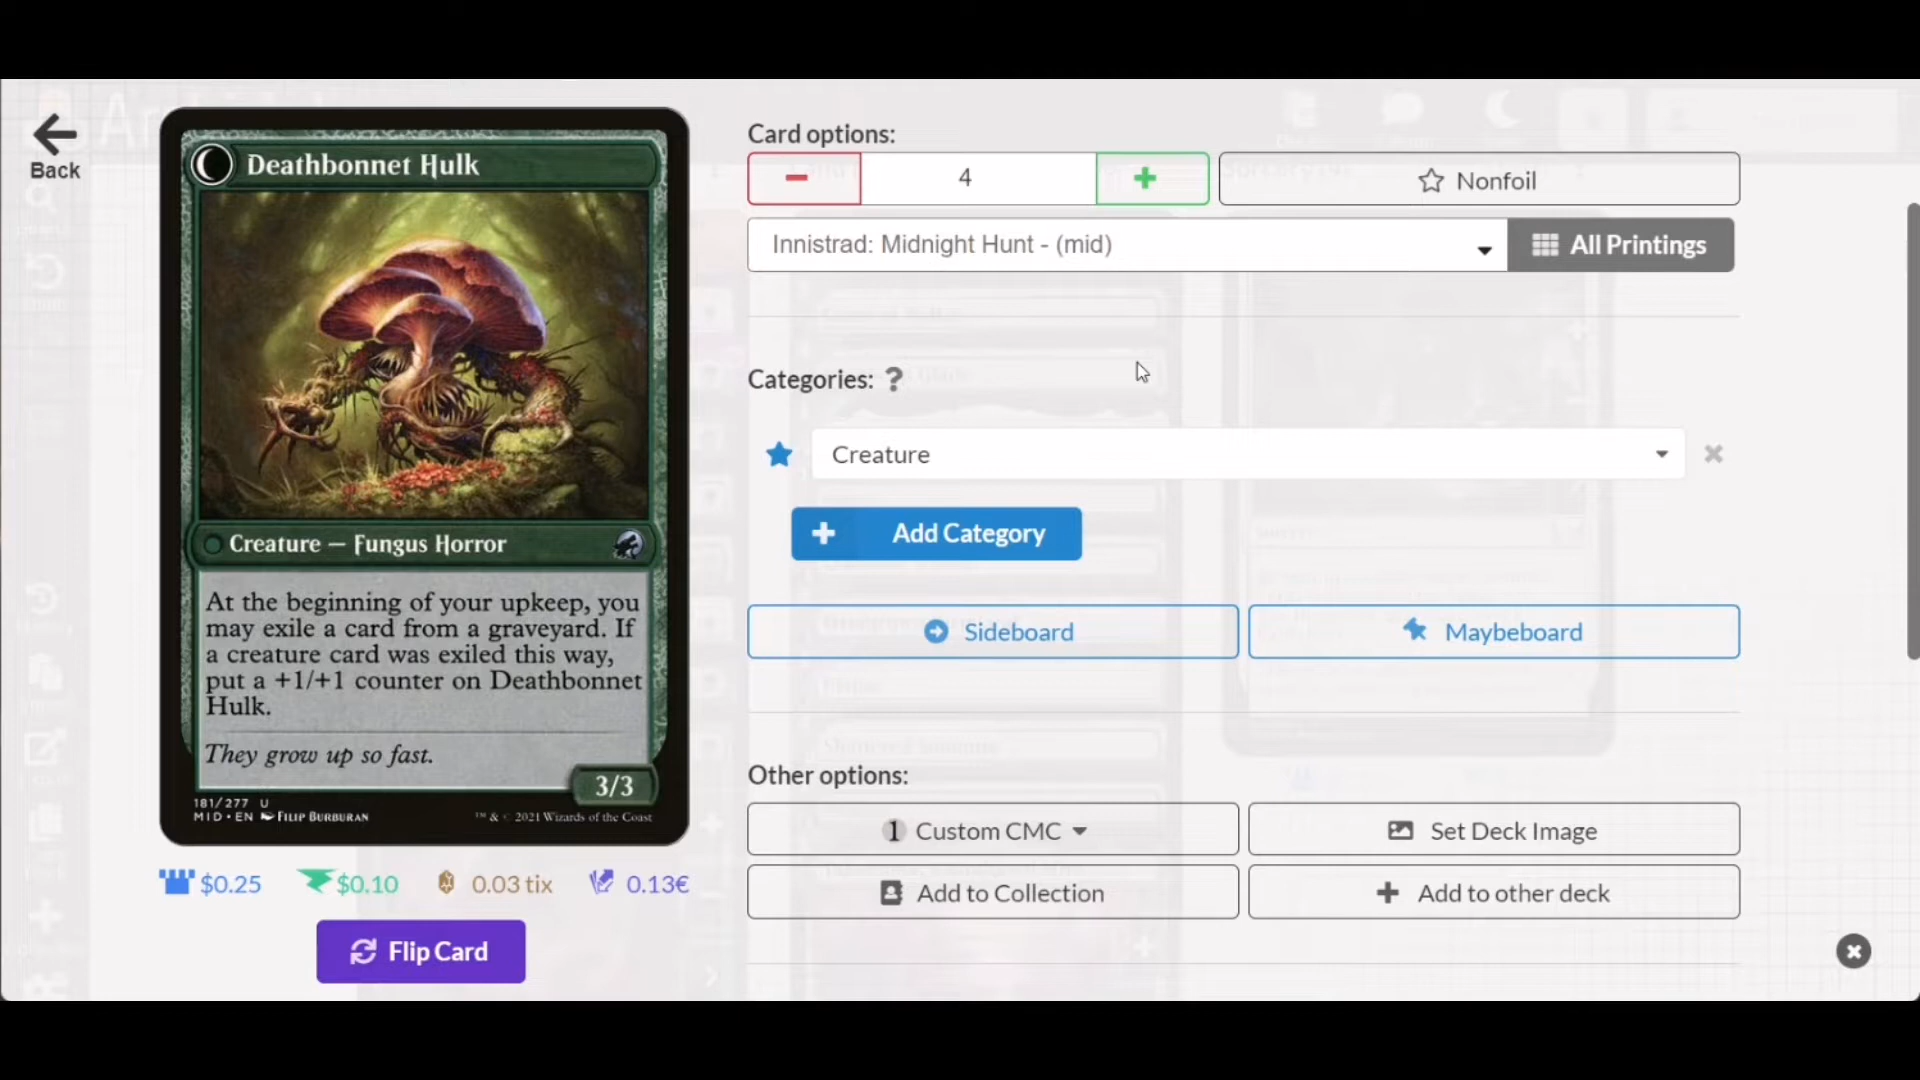 Back
Deathbonnet Hulk
Creature — Fungus Horror
At the beginning of your upkeep, you
may exile a card from a graveyard. If
a creature card was exiled this way,
put a +1/+1 counter on Deathbonnet
Hulk.
They grow up so fast.
3/3
181/277 U
MID • EN FILIP BURBURAN
™ & © 2021 Wizards of the Coast
$0.25 $0.10 0.03 tix 0.13€
Flip Card
Card options:
4
Nonfoil
Innistrad: Midnight Hunt - (mid)
All Printings
Categories: ?
Creature
Add Category
Sideboard
Maybeboard
Other options:
1 Custom CMC
Set Deck Image
Add to Collection
Add to other deck